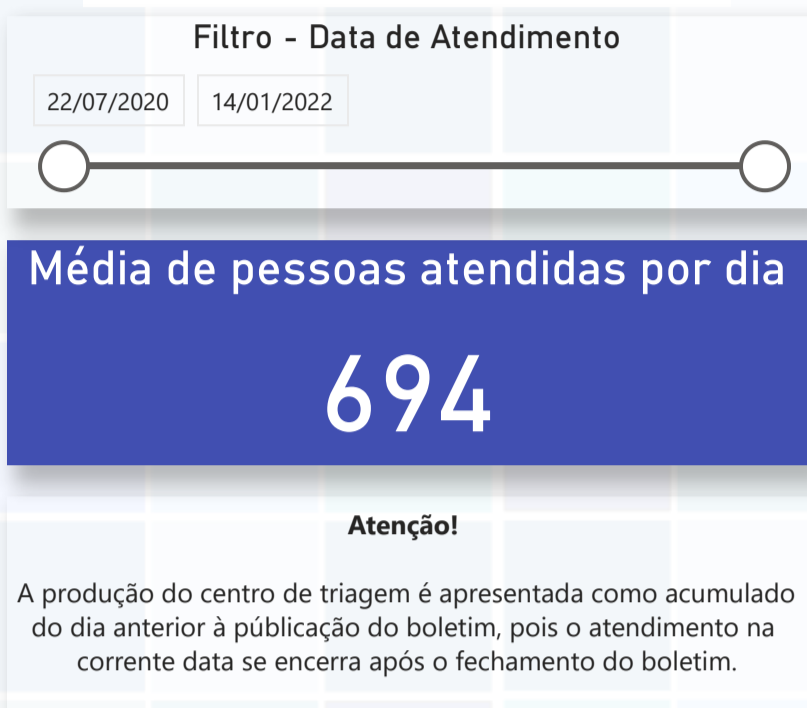 Filtro - Data de Atendimento
22/07/2020 14/01/2022
Média de pessoas atendidas por dia
694
Atenção!
A produção do centro de triagem é apresentada como acumulado
do dia anterior à públicação do boletim, pois o atendimento na
corrente data se encerra após o fechamento do boletim.